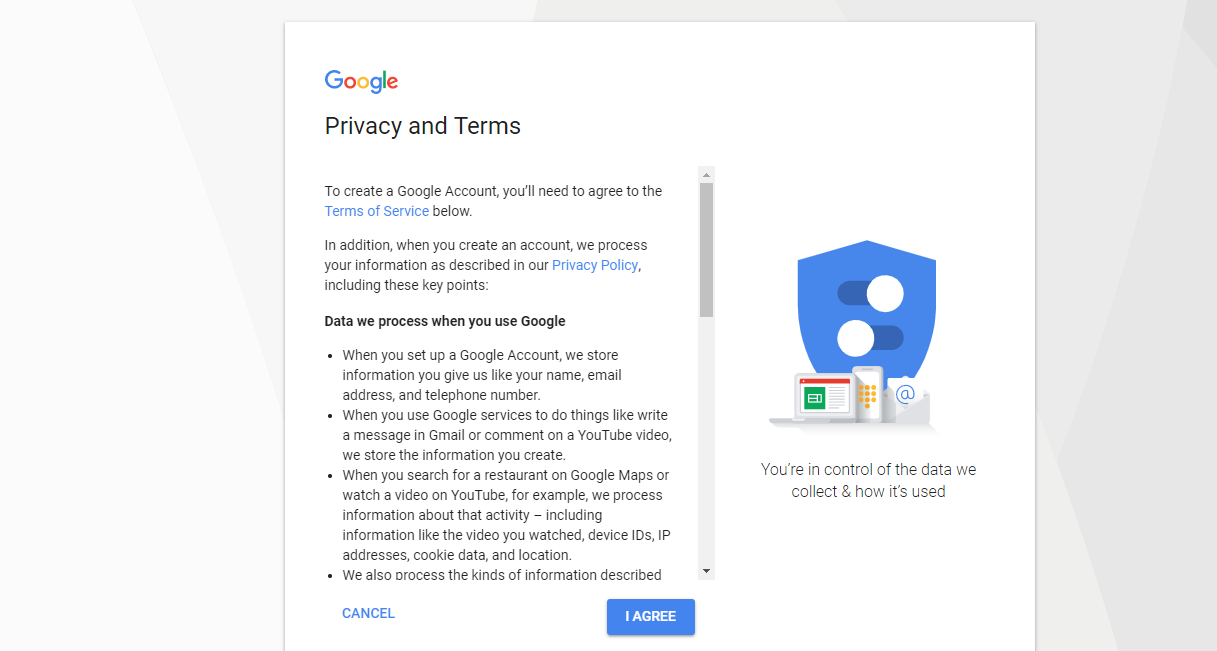 Google
Privacy and Terms
To create a Google Account, you’ll need to agree to the
Terms of Service below.
In addition, when you create an account, we process
your information as described in our Privacy Policy,
including these key points:
Data we process when you use Google
• When you set up a Google Account, we store
information you give us like your name, email
address, and telephone number.
• When you use Google services to do things like write
a message in Gmail or comment on a YouTube video,
we store the information you create.
• When you search for a restaurant on Google Maps or
watch a video on YouTube, for example, we process
information about that activity – including
information like the video you watched, device IDs, IP
addresses, cookie data, and location.
• We also process the kinds of information described
CANCEL
I AGREE
@
You’re in control of the data we
collect & how it’s used